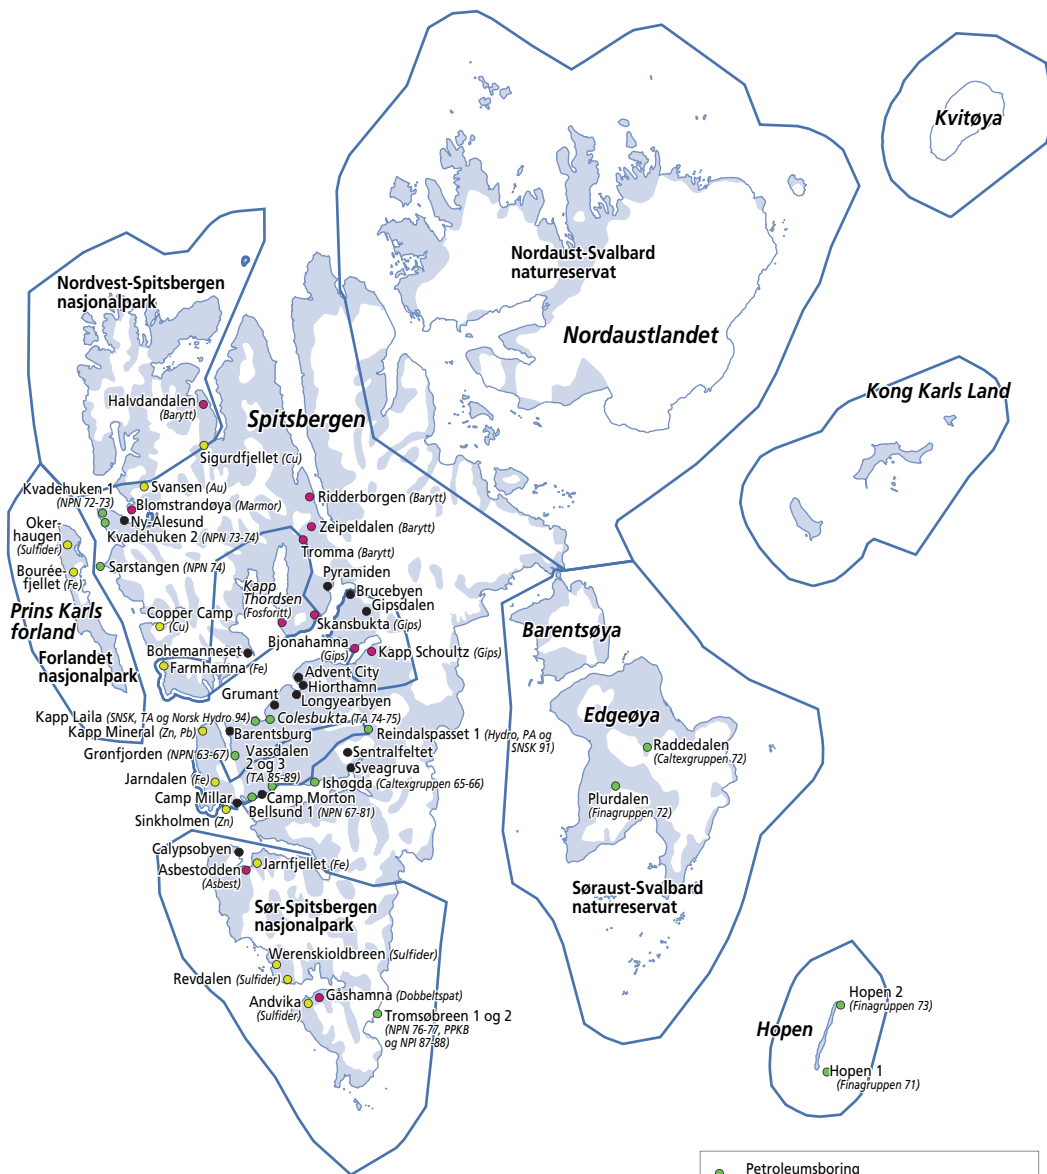 Kvitøya
Nordaust-Svalbard
naturreservat
Nordvest-Spitsbergen
nasjonalpark
Nordaustlandet
Kong Karls Land
Halvdandalen
(Barytt)
Spitsbergen
Sigurdfjellet (Cu)
Svansen (Au)
Kvadehuken 1
(NPN 72-73)
Blomstrandøya (Marmor)
Ridderborgen (Barytt)
Ny-Ålesund
Oker-
haugen
(Sulfider)
Kvadehuken 2 (NPN 73-74)
Zeipeldalen (Barytt)
Tromma (Barytt)
Bourée-
fjellet (Fe)
Sarstangen (NPN 74)
Pyramiden
Kapp
Thordsen
(Fosforitt)
Brucebyen
Gipsdalen
Prins Karls
forland
Copper Camp
(Cu)
Skansbukta (Gips)
Barentsøya
Bjonahamna
(Gips)
Kapp Schoultz (Gips)
Forlandet
nasjonalpark
Bohemanneset
Farmhamna (Fe)
Advent City
Hiorthamn
Grumant
Longyearbyen
Kapp Laila (SNSK, TA og Norsk Hydro 94)
Colesbukta (TA 74-75)
Edgeøya
Kapp Mineral (Zn, Pb)
Barentsburg
Reindalspasset 1 (Hydro, PA og
SNSK 91)
Grønfjorden (NPN 63-67)
Vassdalen
2 og 3
(TA 85-89)
Sentralfeltet
Sveagruva
Raddedalen
(Caltexgruppen 72)
Jarndalen (Fe)
Ishøgda (Caltexgruppen 65-66)
Plurdalen
(Finagruppen 72)
Camp Millar
Camp Morton
Sinkholmen (Zn)
Bellsund 1 (NPN 67-81)
Calypsobyen
Asbestodden
(Asbest)
Jarnfjellet (Fe)
Søraust-Svalbard
naturreservat
Sør-Spitsbergen
nasjonalpark
Werenskioldbreen (Sulfider)
Revdalen (Sulfider)
Andvika
(Sulfider)
Gåshamna (Dobbeltspat)
Tromsøbreen 1 og 2
(NPN 76-77, PPKB
og NPI 87-88)
Hopen 2
(Finagruppen 73)
Hopen
Hopen 1
(Finagruppen 71)
Petroleumsboring